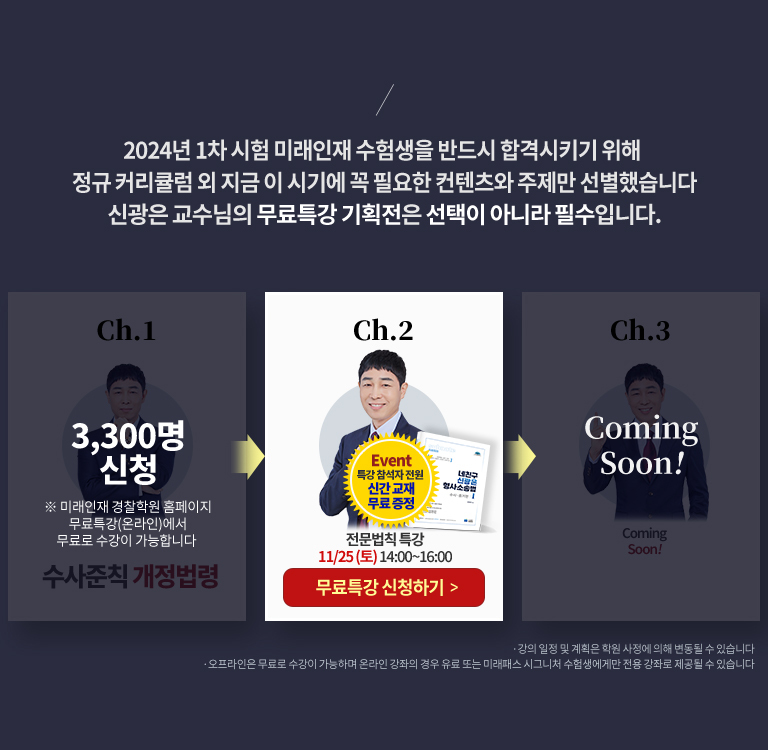 2024년 1차 시험 미래인재 수험생을 반드시 합격시키기 위해
정규 커리큘럼 외 지금 이 시기에 꼭 필요한 컨텐츠와 주제만 선별했습니다
신광은 교수님의 무료특강 기획전은 선택이 아니라 필수입니다.
Ch.1
3,300명
신청
※ 미래인재 경찰학원 홈페이지
무료특강(온라인)에서
무료로 수강이 가능합니다
수사준칙 개정법령
Ch.2
Event
특강 참석자 전원
신간 교재
무료 증정
네친구
신광은
형사소송법
전문법칙 특강
11/25 (토) 14:00~16:00
무료특강 신청하기 >
Ch.3
Coming
Soon!
Coming
Soon!
· 강의 일정 및 계획은 학원 사정에 의해 변동될 수 있습니다
· 오프라인은 무료로 수강이 가능하며 온라인 강좌의 경우 유료 또는 미래패스 시그니처 수험생에게만 전용 강좌로 제공될 수 있습니다